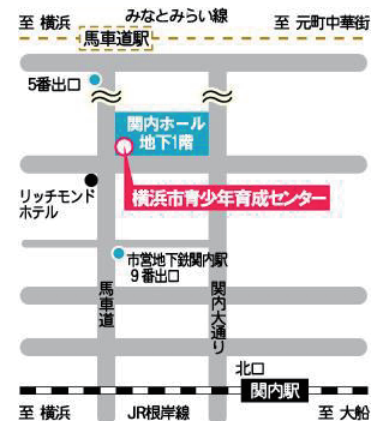 みなとみらい線
至 横浜
至 元町中華街
馬車道駅
5番出口
関内ホール
地下1階
リッチモンド
ホテル
横浜市青少年育成センター
市営地下鉄関内駅
9番出口
馬車道
関内大通り
北口
関内駅
至 横浜
JR根岸線
至 大船